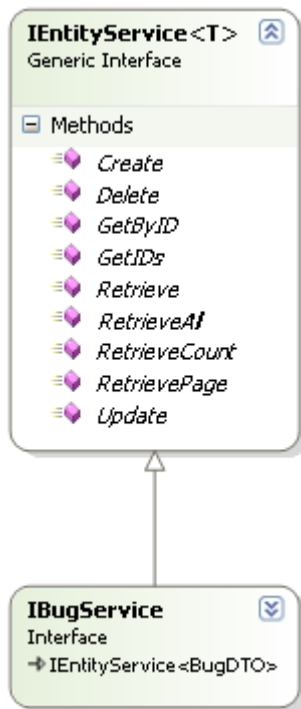 IEntityService<T>
Generic Interface
Methods
Create
Delete
GetByID
GetIDs
Retrieve
RetrieveAll
RetrieveCount
RetrievePage
Update
IBugService
Interface
IEntityService<BugDTO>